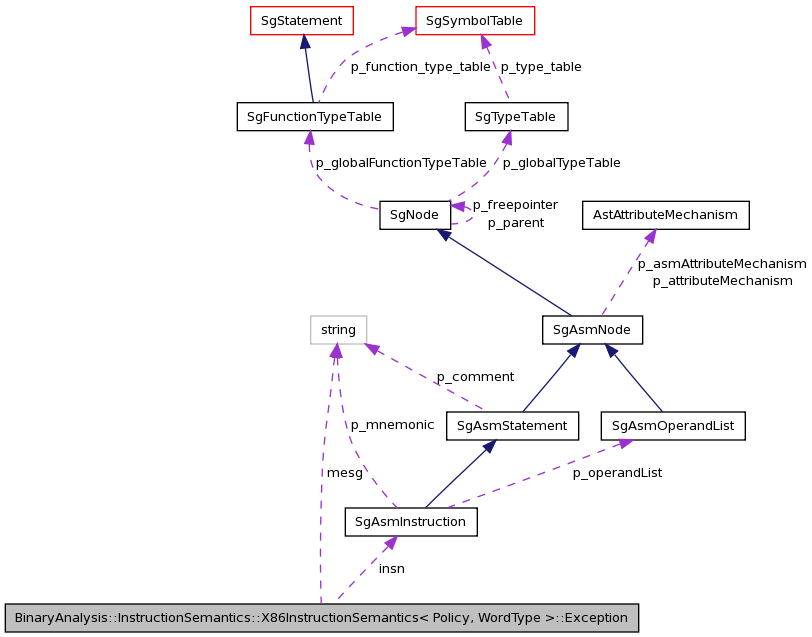 SgStatement
SgSymbolTable
p_function_type_table
p_type_table
SgFunctionTypeTable
SgTypeTable
p_globalFunctionTypeTable
p_globalTypeTable
SgNode
p_freepointer
p_parent
AstAttributeMechanism
p_asmAttributeMechanism
p_attributeMechanism
string
SgAsmNode
p_comment
SgAsmStatement
SgAsmOperandList
p_mnemonic
mesg
p_operandList
SgAsmInstruction
insn
BinaryAnalysis::InstructionSemantics::X86InstructionSemantics< Policy, WordType >::Exception